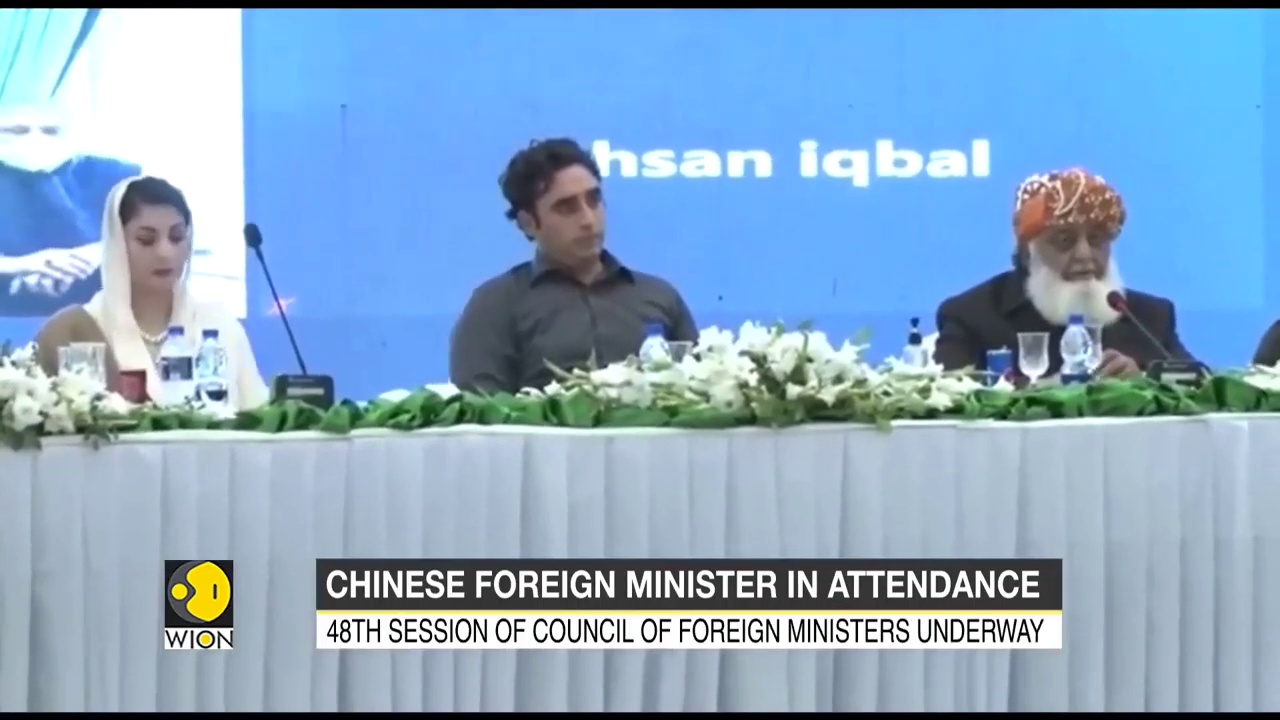 hsan iqbal
CHINESE FOREIGN MINISTER IN ATTENDANCE
48TH SESSION OF COUNCIL OF FOREIGN MINISTERS UNDERWAY
WION